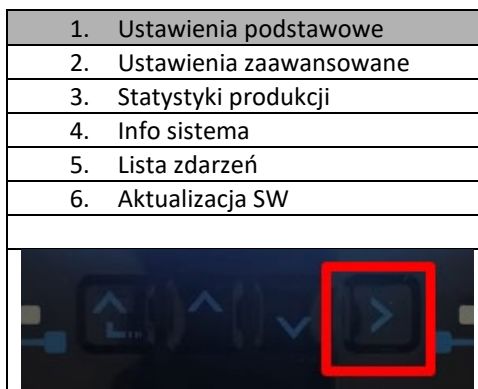 1. Ustawienia podstawowe
2. Ustawienia zaawansowane
3. Statystyki produkcji
4. Info sistema
5. Lista zdarzeń
6. Aktualizacja SW